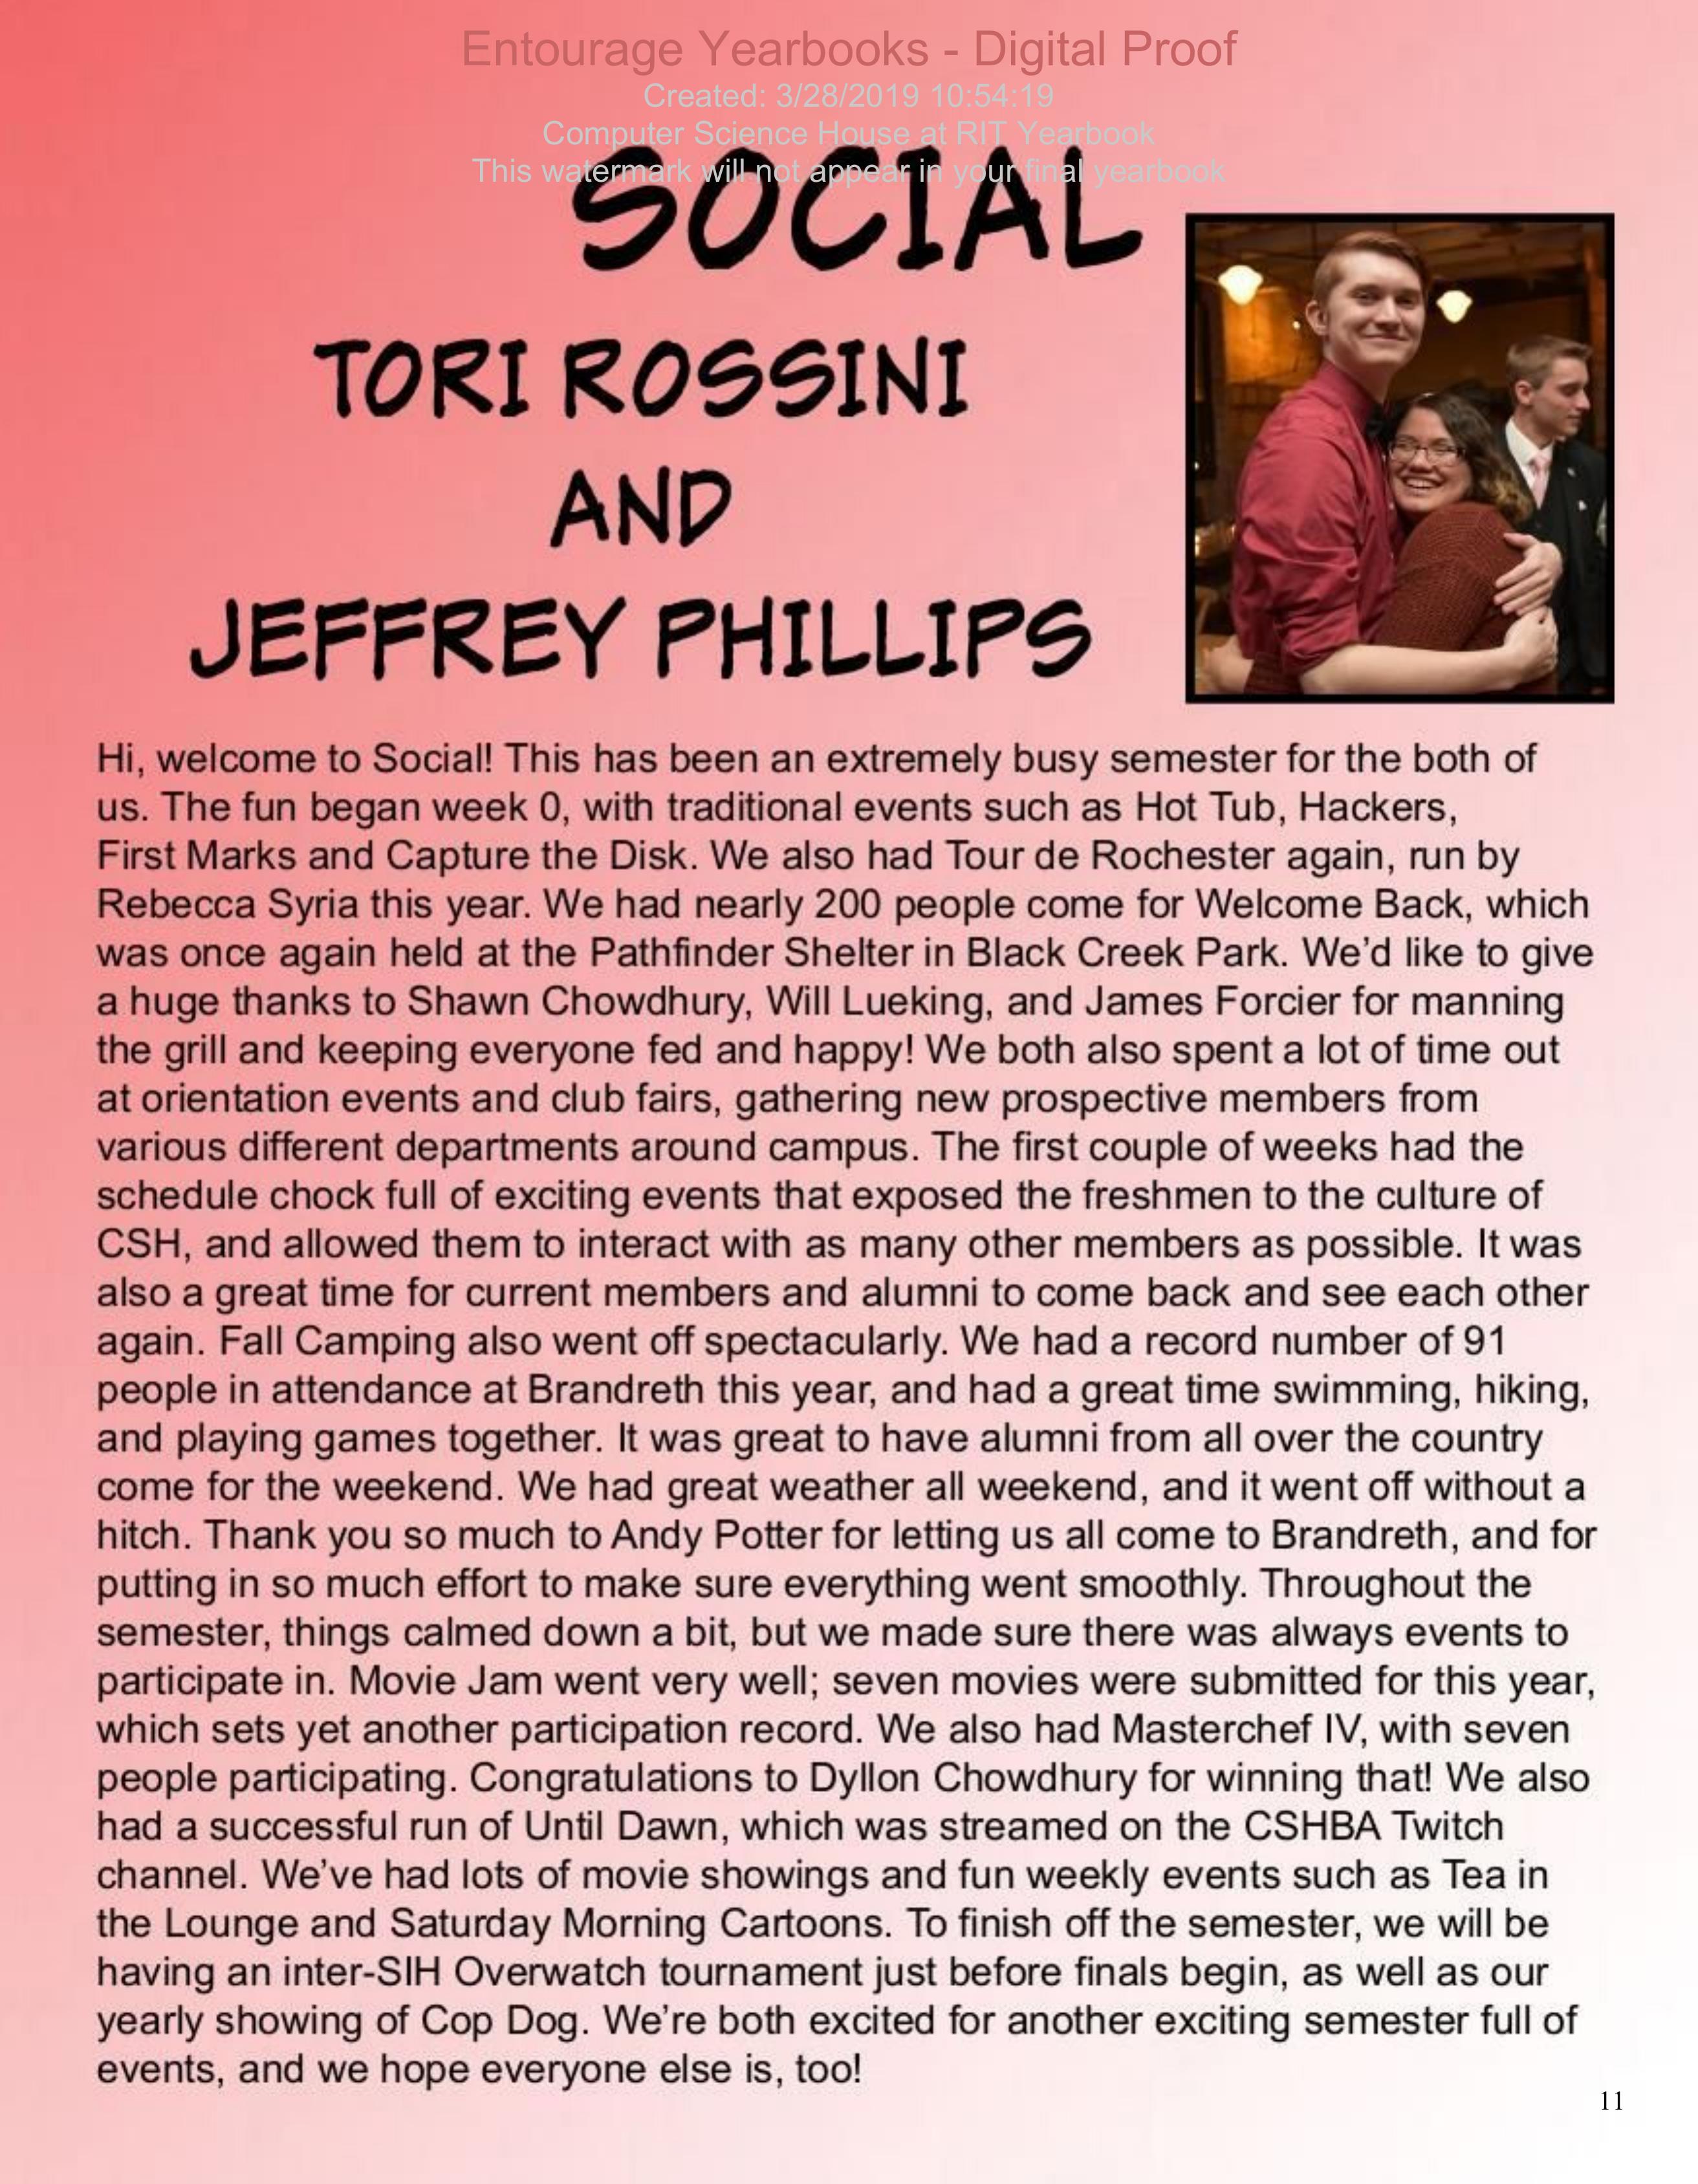 Entourage Yearbooks - Digital Proof
Created: 3/28/2019 10:54:19
Computer Science House at RIT Yearbook
This watermark will not appear in your final yearbook
SOCIAL
TORI ROSSINI
AND
JEFFREY PHILLIPS
Hi, welcome to Social! This has been an extremely busy semester for the both of
us. The fun began week 0, with traditional events such as Hot Tub, Hackers,
First Marks and Capture the Disk. We also had Tour de Rochester again, run by
Rebecca Syria this year. We had nearly 200 people come for Welcome Back, which
was once again held at the Pathfinder Shelter in Black Creek Park. We’d like to give
a huge thanks to Shawn Chowdhury, Will Lueking, and James Forcier for manning
the grill and keeping everyone fed and happy! We both also spent a lot of time out
at orientation events and club fairs, gathering new prospective members from
various different departments around campus. The first couple of weeks had the
schedule chock full of exciting events that exposed the freshmen to the culture of
CSH, and allowed them to interact with as many other members as possible. It was
also a great time for current members and alumni to come back and see each other
again. Fall Camping also went off spectacularly. We had a record number of 91
people in attendance at Brandreth this year, and had a great time swimming, hiking,
and playing games together. It was great to have alumni from all over the country
come for the weekend. We had great weather all weekend, and it went off without a
hitch. Thank you so much to Andy Potter for letting us all come to Brandreth, and for
putting in so much effort to make sure everything went smoothly. Throughout the
semester, things calmed down a bit, but we made sure there was always events to
participate in. Movie Jam went very well; seven movies were submitted for this year,
which sets yet another participation record. We also had Masterchef IV, with seven
people participating. Congratulations to Dyllon Chowdhury for winning that! We also
had a successful run of Until Dawn, which was streamed on the CSHBA Twitch
channel. We’ve had lots of movie showings and fun weekly events such as Tea in
the Lounge and Saturday Morning Cartoons. To finish off the semester, we will be
having an inter-SIH Overwatch tournament just before finals begin, as well as our
yearly showing of Cop Dog. We’re both excited for another exciting semester full of
events, and we hope everyone else is, too!
11